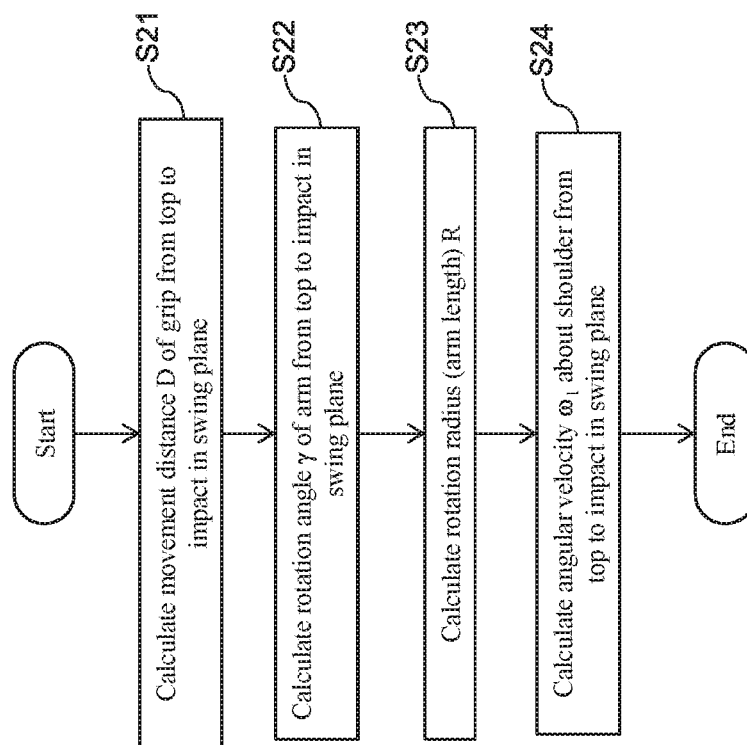 Start
Calculate movement distance D of grip from top to
impact in swing plane
S21
Calculate rotation angle γ of arm from top to impact in
swing plane
S22
Calculate rotation radius (arm length) R
S23
Calculate angular velocity ω₁ about shoulder from
top to impact in swing plane
S24
End